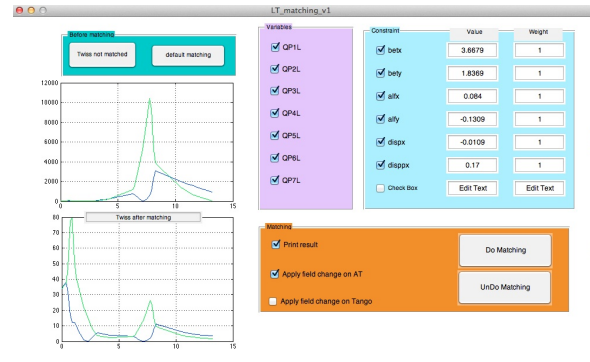 LT_matching_v1
Before matching
Twiss not matched
default matching
12000
10000
8000
6000
4000
2000
0
0
5
10
15
Twiss after matching
80
70
60
50
40
30
20
10
0
0
5
10
15
Variables
QP1L
QP2L
QP3L
QP4L
QP5L
QP6L
QP7L
Constraint Value Weight
betx 3.6679 1
bety 1.8369 1
alfx 0.084 1
alfy -0.1309 1
dispx -0.0109 1
disppx 0.17 1
Check Box Edit Text Edit Text
Matching
Print result
Apply field change on AT
Apply field change on Tango
Do Matching
UnDo Matching